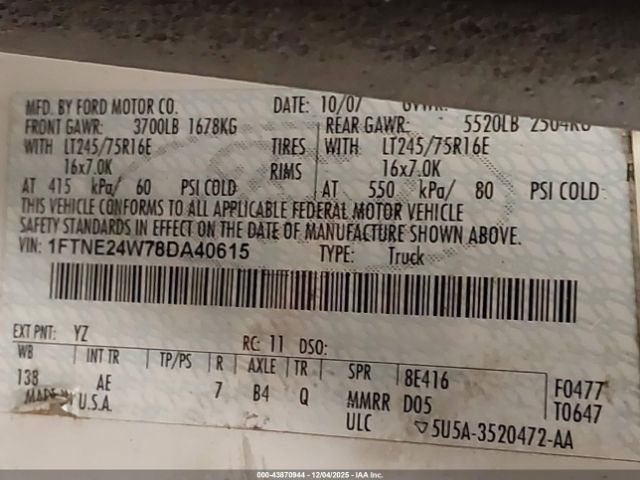 MFD. BY FORD MOTOR CO. DATE: 10/07
FRONT GAWR: 3700LB 1678KG REAR GAWR: 5520LB 2504KG
WITH LT245/75R16E TIRES WITH LT245/75R16E
16x7.0K RIMS 16x7.0K
AT 415 kPa/ 60 PSI COLD AT 550 kPa/ 80 PSI COLD
THIS VEHICLE CONFORMS TO ALL APPLICABLE FEDERAL MOTOR VEHICLE
SAFETY STANDARDS IN EFFECT ON THE DATE OF MANUFACTURE SHOWN ABOVE.
VIN: 1FTNE24W78DA40615 TYPE: Truck
EXT PNT: YZ RC: 11 DSO:
WB INT TR TP/PS R AXLE TR SPR 8E416 F0477
138 AE 7 B4 Q MMRR D05 T0647
MADE IN U.S.A. ULC ▽5U5A-3520472-AA
000-43870944 - 12/04/2025 - IAAI Inc.